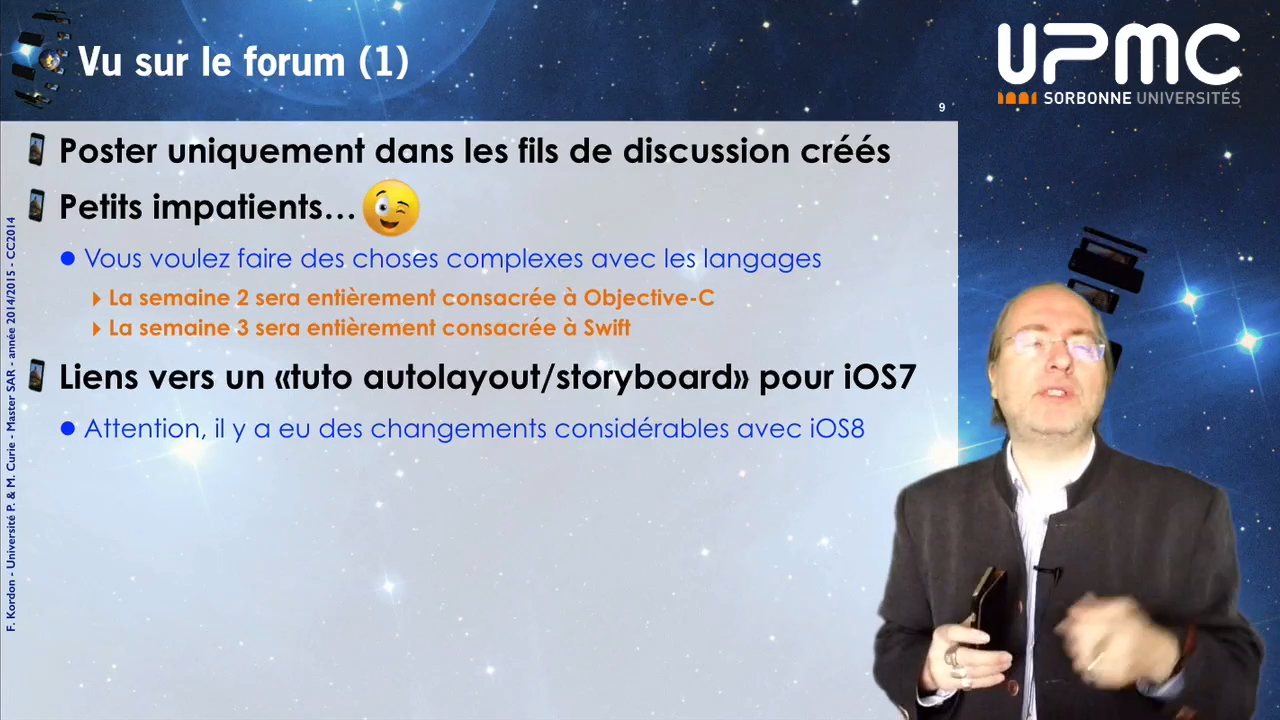 Vu sur le forum (1)
UPMC
SORBONNE UNIVERSITÉS
9
Poster uniquement dans les fils de discussion créés
Petits impatients…
Vous voulez faire des choses complexes avec les langages
La semaine 2 sera entièrement consacrée à Objective-C
La semaine 3 sera entièrement consacrée à Swift
Liens vers un «tuto autolayout/storyboard» pour iOS7
Attention, il y a eu des changements considérables avec iOS8
F. Kordon - Université P. & M. Curie - Master SAR - année 2014/2015 - CC2014